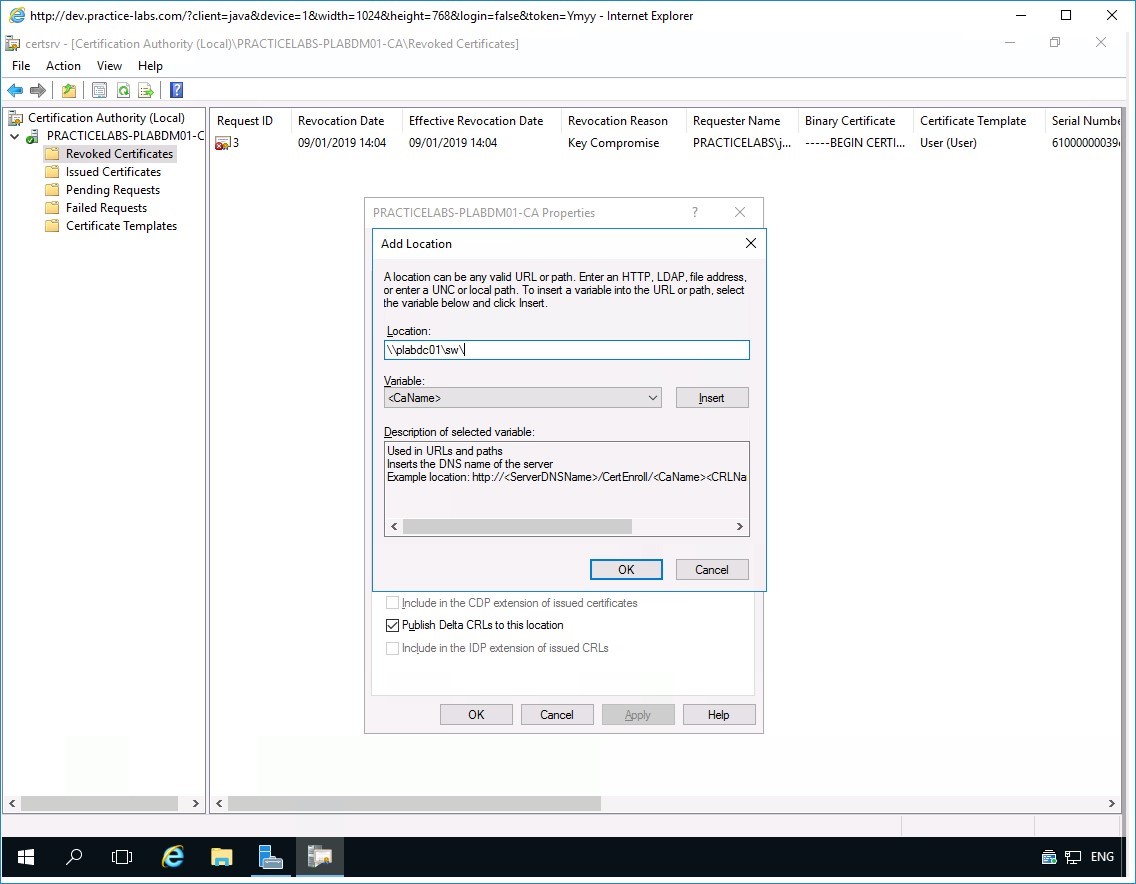 http://dev.practice-labs.com/?client=java&device=1&width=1024&height=768&login=false&token=Ymyy - Internet Explorer
certsrv - [Certification Authority (Local)\PRACTICELABS-PLABDM01-CA\Revoked Certificates]
File Action View Help
Certification Authority (Local)
PRACTICELABS-PLABDM01-C
Revoked Certificates
Issued Certificates
Pending Requests
Failed Requests
Certificate Templates
Request ID Revocation Date Effective Revocation Date Revocation Reason Requester Name Binary Certificate Certificate Template Serial Numbe
3 09/01/2019 14:04 09/01/2019 14:04 Key Compromise PRACTICELABS\j... -----BEGIN CERTI... User (User) 6100000003
PRACTICELABS-PLABDM01-CA Properties ?
Add Location
A location can be any valid URL or path. Enter an HTTP, LDAP, file address,
or enter a UNC or local path. To insert a variable into the URL or path, select
the variable below and click Insert.
Location:
\\plabdc01\sw\
Variable:
<CaName>
Insert
Description of selected variable:
Used in URLs and paths
Inserts the DNS name of the server
Example location: http://<ServerDNSName>/CertEnroll/<CaName><CRLNa
OK Cancel
Include in the CDP extension of issued certificates
Publish Delta CRLs to this location
Include in the IDP extension of issued CRLs
OK Cancel Apply Help
ENG